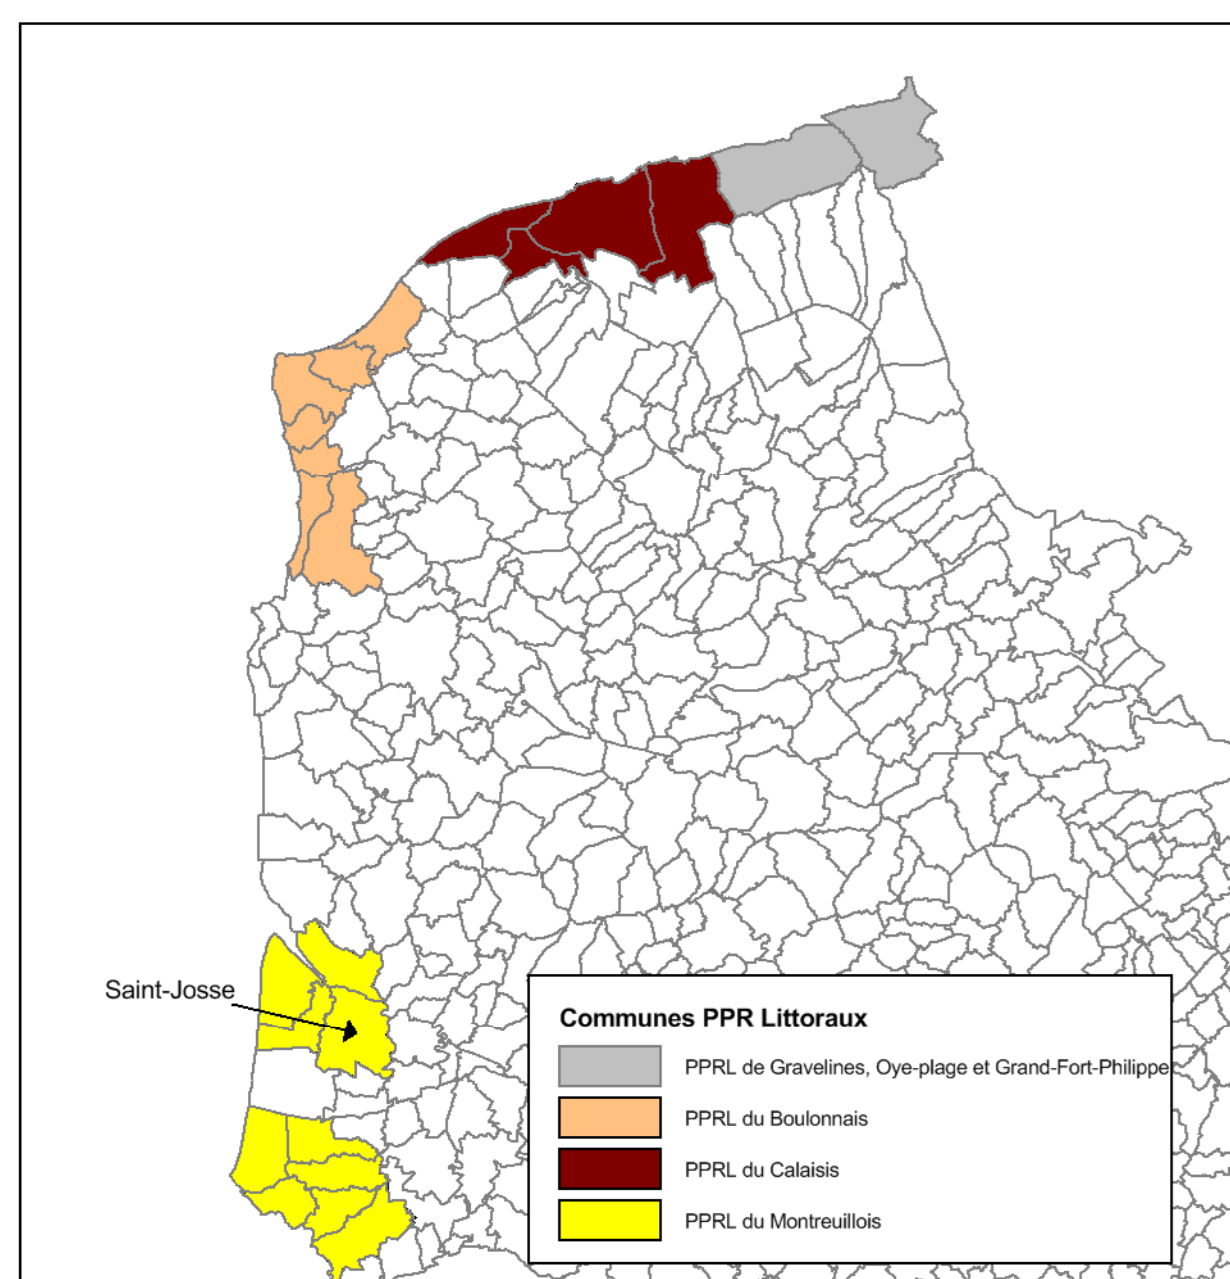 Saint-Josse
Communes PPR Littoraux
PPRL de Gravelines, Oye-plage et Grand-Fort-Philippe
PPRL du Boulonnais
PPRL du Calaisis
PPRL du Montreuillois